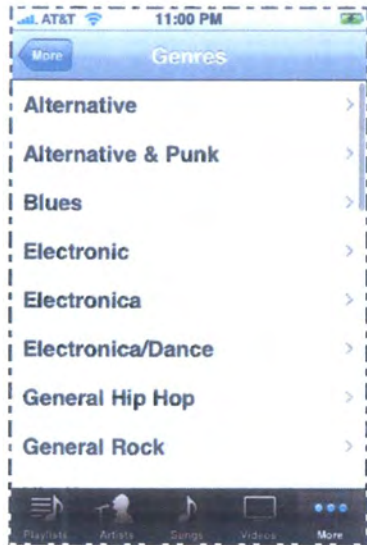 AT&T 11:00 PM
More Genres
Alternative
Alternative & Punk
Blues
Electronic
Electronica
Electronica/Dance
General Hip Hop
General Rock
Playlists Artists Songs Videos More